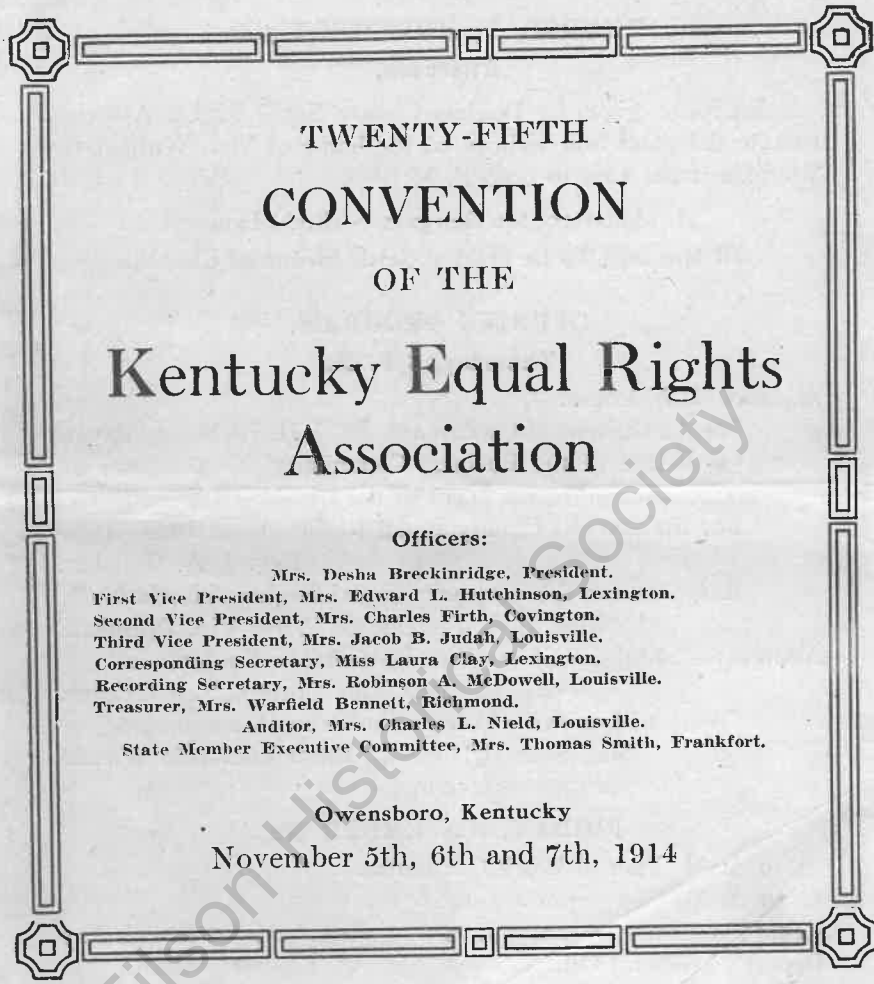 TWENTY-FIFTH
CONVENTION
OF THE
Kentucky Equal Rights
Association
Officers:
Mrs. Desha Breckinridge, President.
First Vice President, Mrs. Edward L. Hutchinson, Lexington.
Second Vice President, Mrs. Charles Firth, Covington.
Third Vice President, Mrs. Jacob B. Judah, Louisville.
Corresponding Secretary, Miss Laura Clay, Lexington.
Recording Secretary, Mrs. Robinson A. McDowell, Louisville.
Treasurer, Mrs. Warfield Bennett, Richmond.
Auditor, Mrs. Charles L. Nield, Louisville.
State Member Executive Committee, Mrs. Thomas Smith, Frankfort.
Owensboro, Kentucky
November 5th, 6th and 7th, 1914
Filson Historical Society